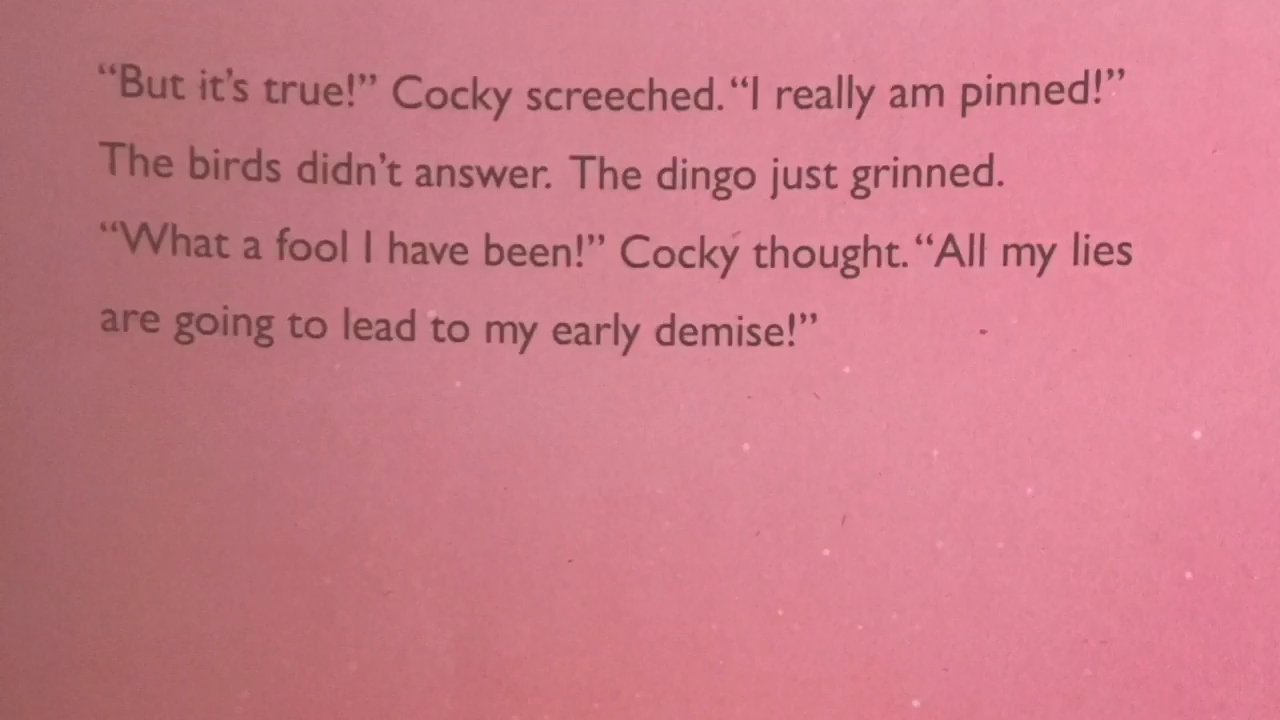 “But it’s true!” Cocky screeched. “I really am pinned!”
The birds didn’t answer. The dingo just grinned.
“What a fool I have been!” Cocky thought. “All my lies
are going to lead to my early demise!”